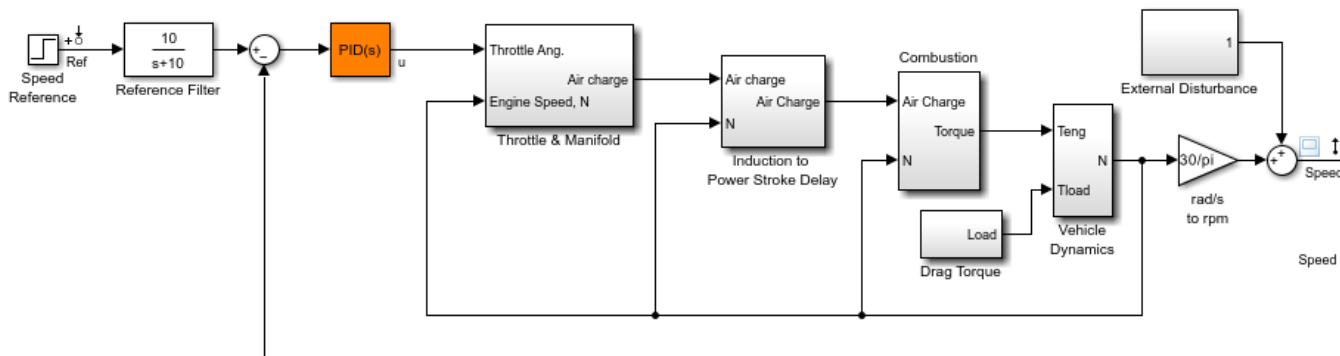 Ref
Speed
Reference
10
s+10
Reference Filter
PID(s)
u
Throttle Ang.
Air charge
Engine Speed, N
Throttle & Manifold
Air charge
Air Charge
N
Induction to
Power Stroke Delay
Combustion
Air Charge
Torque
N
Teng
N
Tload
Vehicle
Dynamics
Load
Drag Torque
1
External Disturbance
30/pi
rad/s
to rpm
Speed
Speed